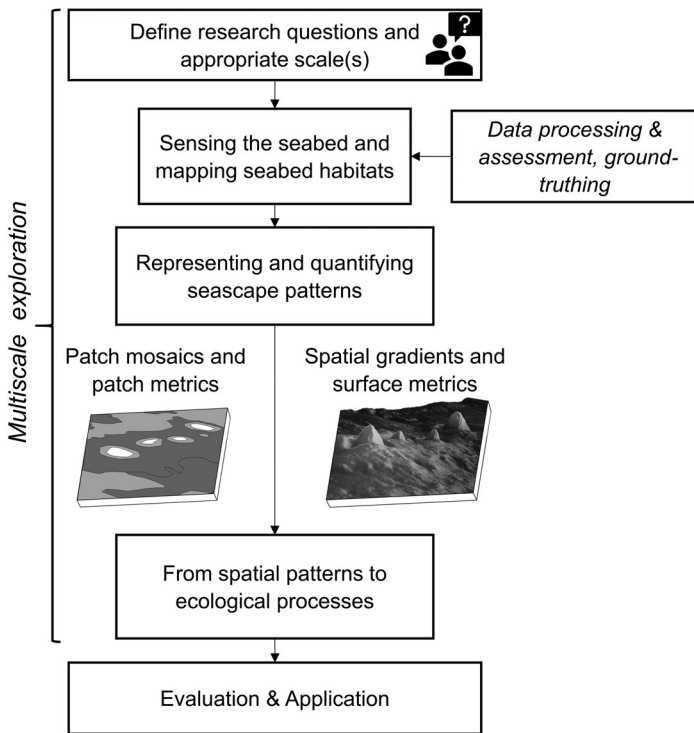 Define research questions and
appropriate scale(s)
?
Sensing the seabed and
mapping seabed habitats
Data processing &
assessment, ground-
truthing
Representing and quantifying
seascape patterns
Multiscale exploration
Patch mosaics and
patch metrics
Spatial gradients and
surface metrics
From spatial patterns to
ecological processes
Evaluation & Application